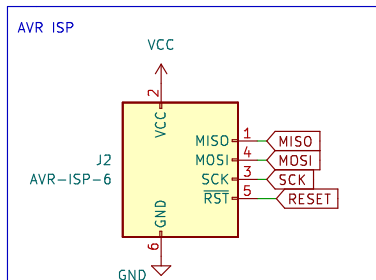 AVR ISP
VCC
2
VCC
J2
AVR-ISP-6
MISO 1 MISO
MOSI 4 MOSI
SCK 3 SCK
RST 5 RESET
GND
6
GND